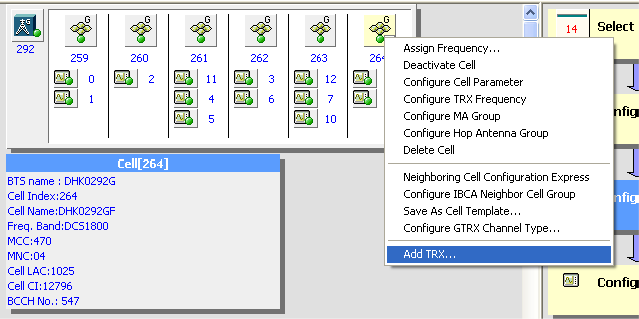 G G G G G G
292
259 260 261 262 263 264
0 2 11 3 12
1 4 6 7
5 10
Cell[264]
BTS name : DHK0292G
Cell Index:264
Cell Name:DHK0292GF
Freq. Band:DCS1800
MCC:470
MNC:04
Cell LAC:1025
Cell CI:12796
BCCH No.: 547
Assign Frequency...
Deactivate Cell
Configure Cell Parameter
Configure TRX Frequency
Configure MA Group
Configure Hop Antenna Group
Delete Cell
Neighboring Cell Configuration Express
Configure IBCA Neighbor Cell Group
Save As Cell Template...
Configure GTRX Channel Type...
Add TRX...
14
Select
Config
Config
Config